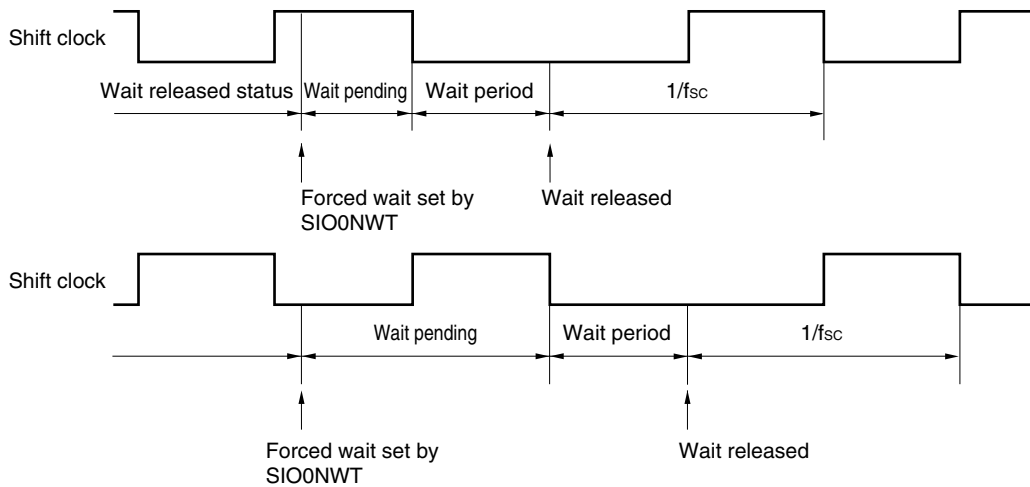 Shift clock
Wait released status
Wait pending
Wait period
1/fsc
Forced wait set by
SIO0NWT
Wait released
Shift clock
Wait pending
Wait period
1/fsc
Forced wait set by
SIO0NWT
Wait released